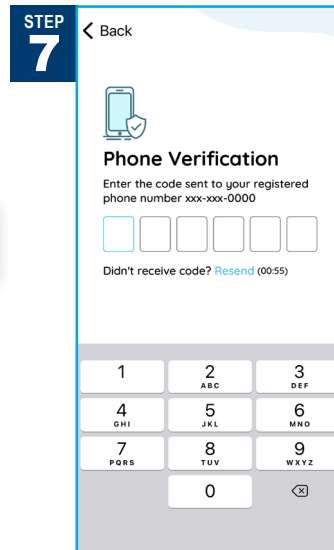 STEP
7
Back
Phone Verification
Enter the code sent to your registered
phone number xxx-xxx-0000
Didn't receive code? Resend (00:55)
1 2 3
ABC DEF
4 5 6
GHI JKL MNO
7 8 9
PQRS TUV WXYZ
0